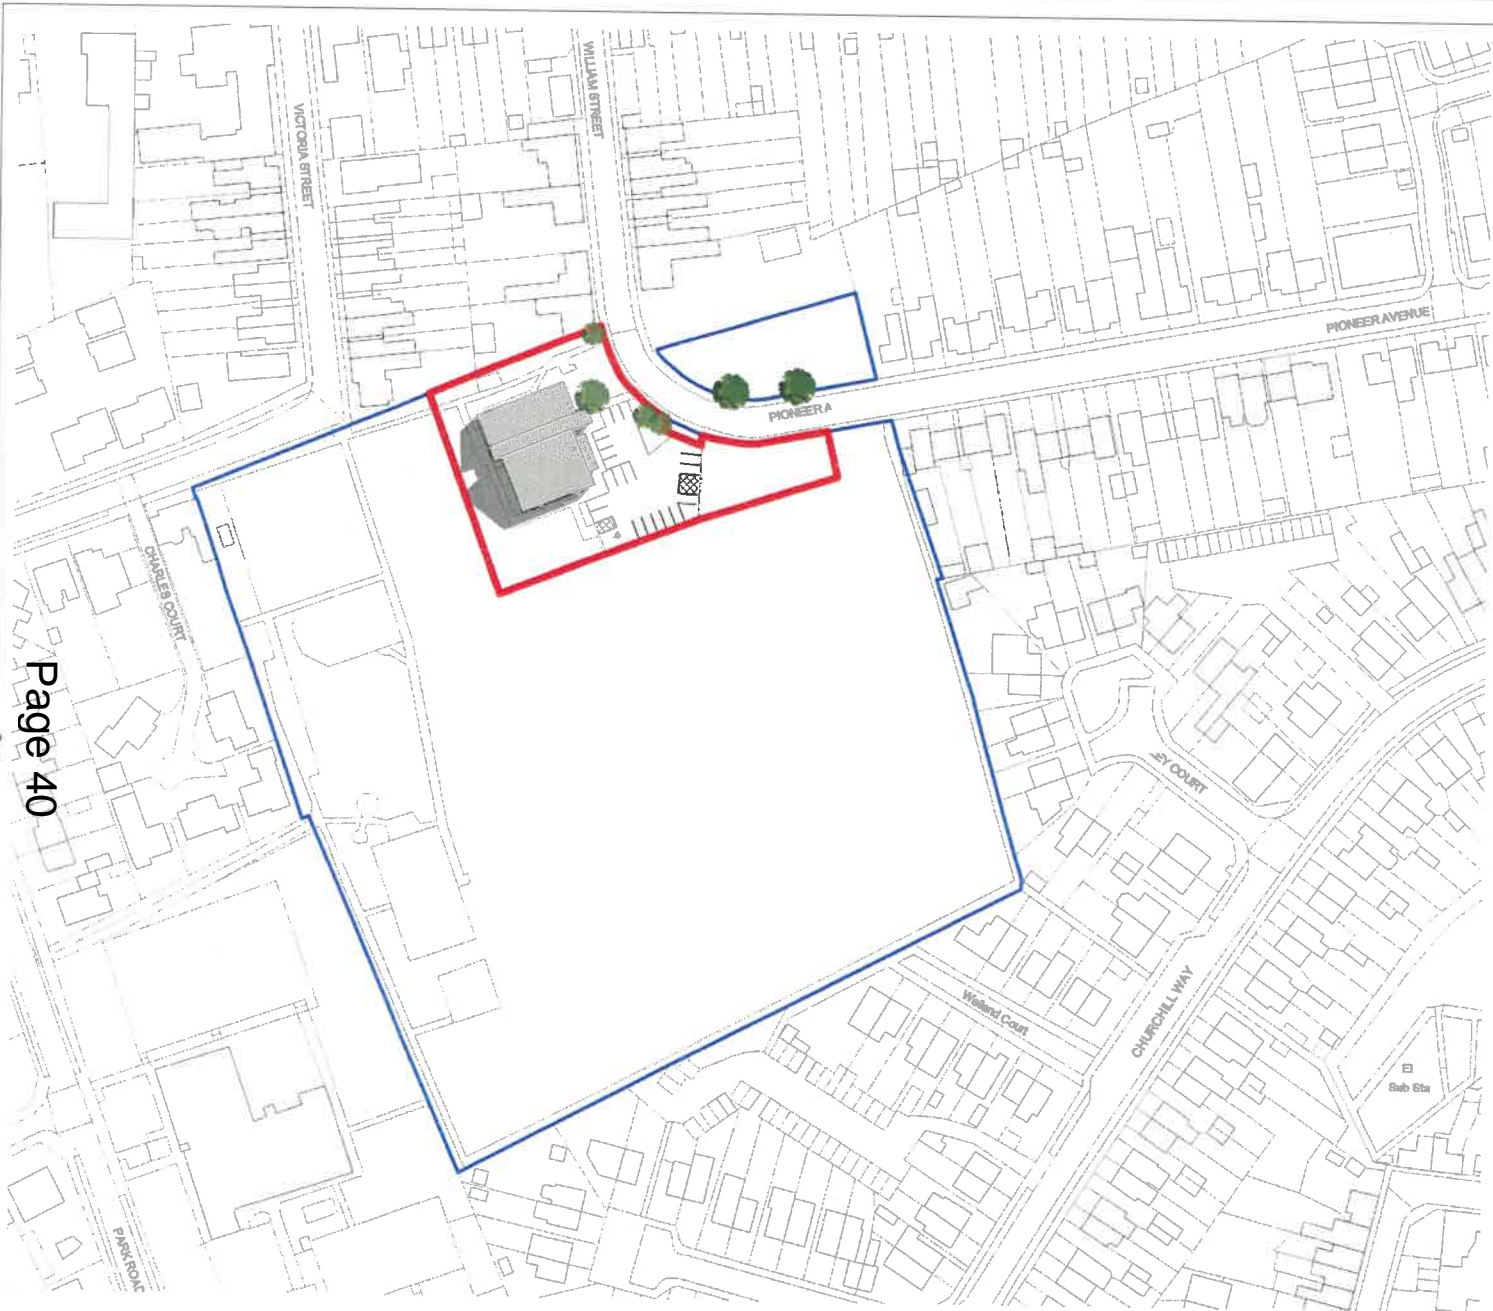 WILLIAM STREET
VICTORIA STREET
PIONEER AVENUE
PIONEER A
CHARLES COURT
Page 40
EY COURT
Welland Court
CHURCHILL WAY
El
Sub Sta
PARK ROAD